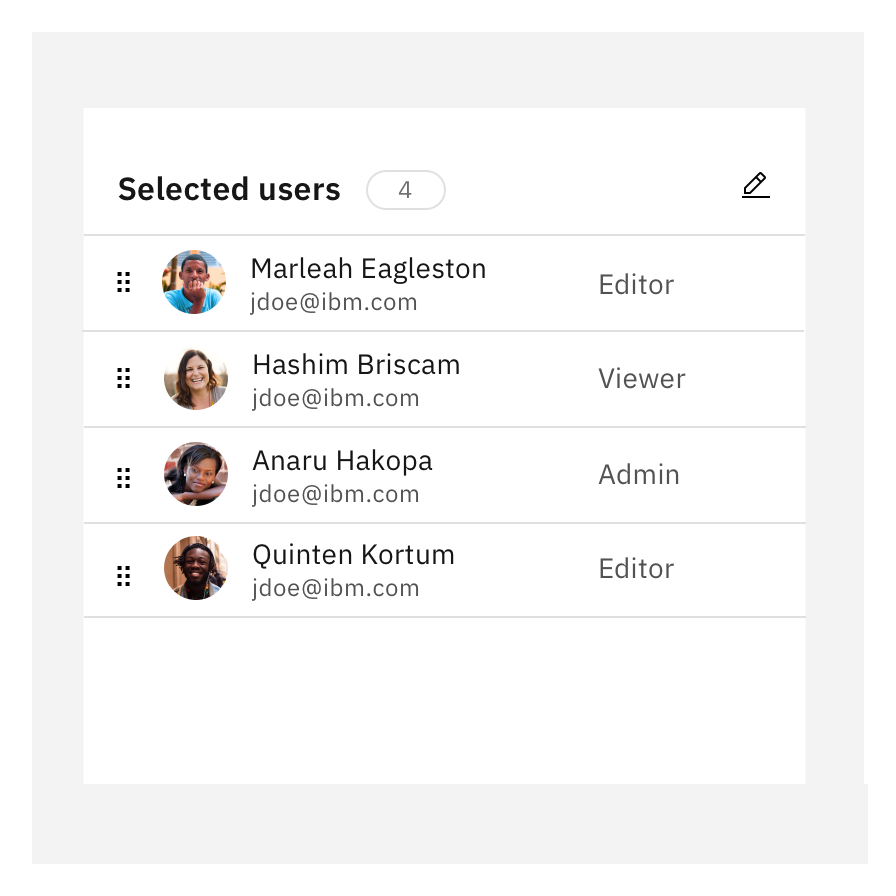 Selected users 4
Marleah Eagleston
jdoe@ibm.com
Editor
Hashim Briscam
jdoe@ibm.com
Viewer
Anaru Hakopa
jdoe@ibm.com
Admin
Quinten Kortum
jdoe@ibm.com
Editor